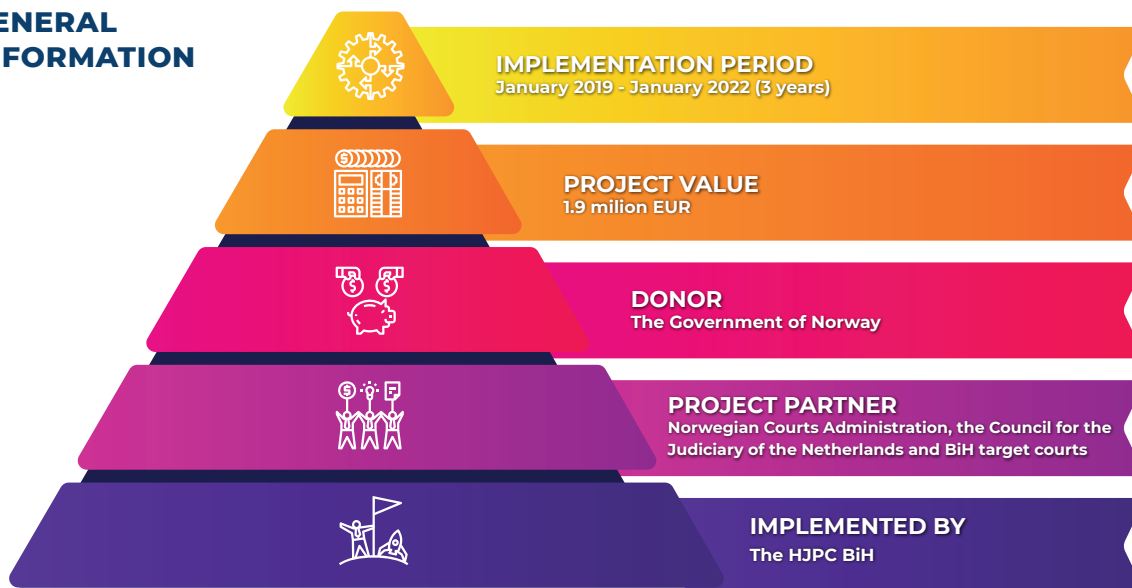 ENERAL
FORMATION
IMPLEMENTATION PERIOD
January 2019 - January 2022 (3 years)
PROJECT VALUE
1.9 milion EUR
DONOR
The Government of Norway
PROJECT PARTNER
Norwegian Courts Administration, the Council for the
Judiciary of the Netherlands and BiH target courts
IMPLEMENTED BY
The HJPC BiH